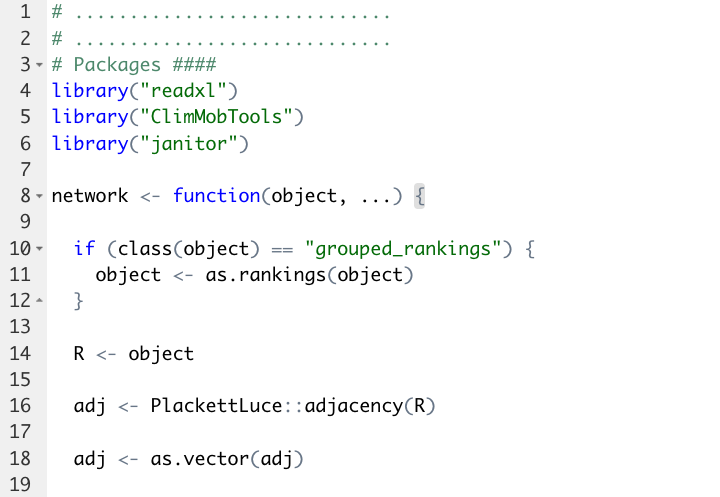 1 # .............................
2 # .............................
3 # Packages ####
4 library("readxl")
5 library("ClimMobTools")
6 library("janitor")
7
8 network <- function(object, ...) {
9
10 if (class(object) == "grouped_rankings") {
11 object <- as.rankings(object)
12 }
13
14 R <- object
15
16 adj <- PlackettLuce::adjacency(R)
17
18 adj <- as.vector(adj)
19